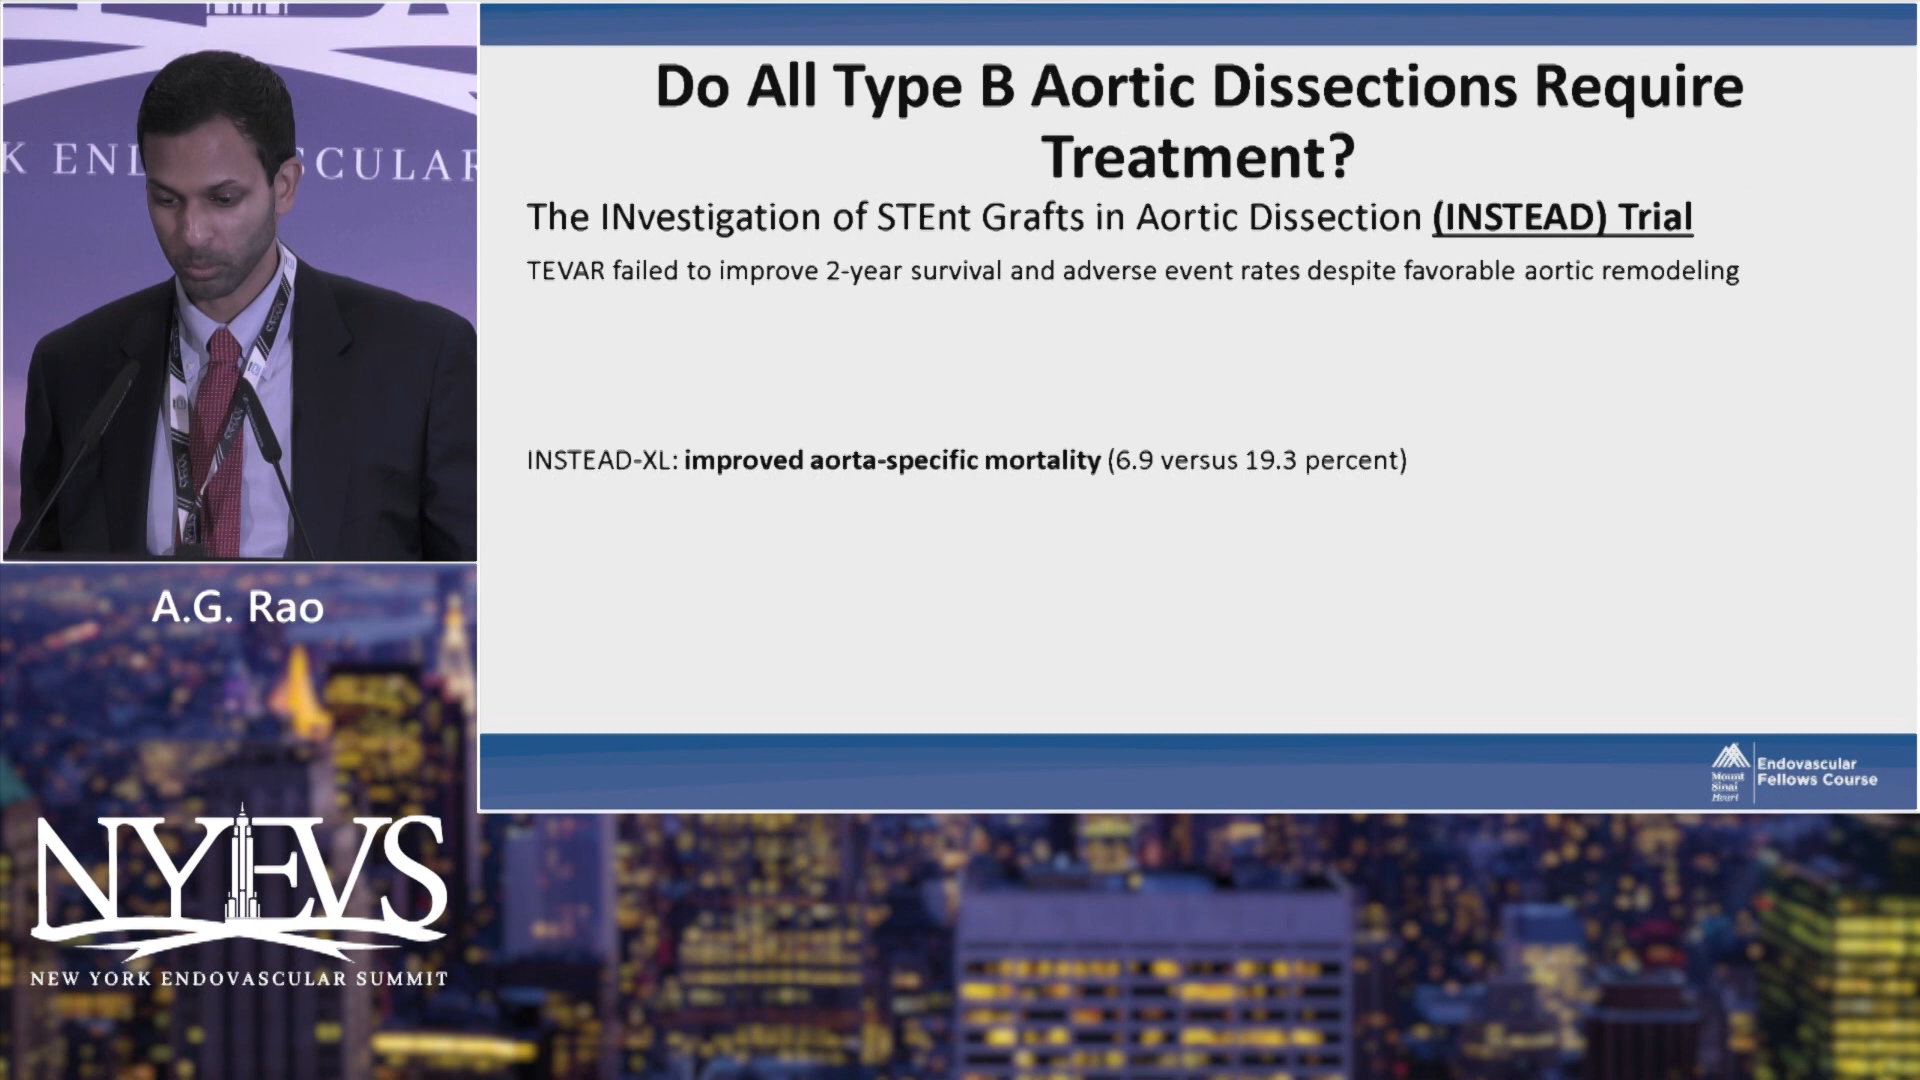 K END
SCULAR
Do All Type B Aortic Dissections Require
Treatment?
The INvestigation of STEnt Grafts in Aortic Dissection (INSTEAD) Trial
TEVAR failed to improve 2-year survival and adverse event rates despite favorable aortic remodeling
INSTEAD-XL: improved aorta-specific mortality (6.9 versus 19.3 percent)
A.G. Rao
Mount
Sinai
Heart
Endovascular
Fellows Course
NYEVS
NEW YORK ENDOVASCULAR SUMMIT